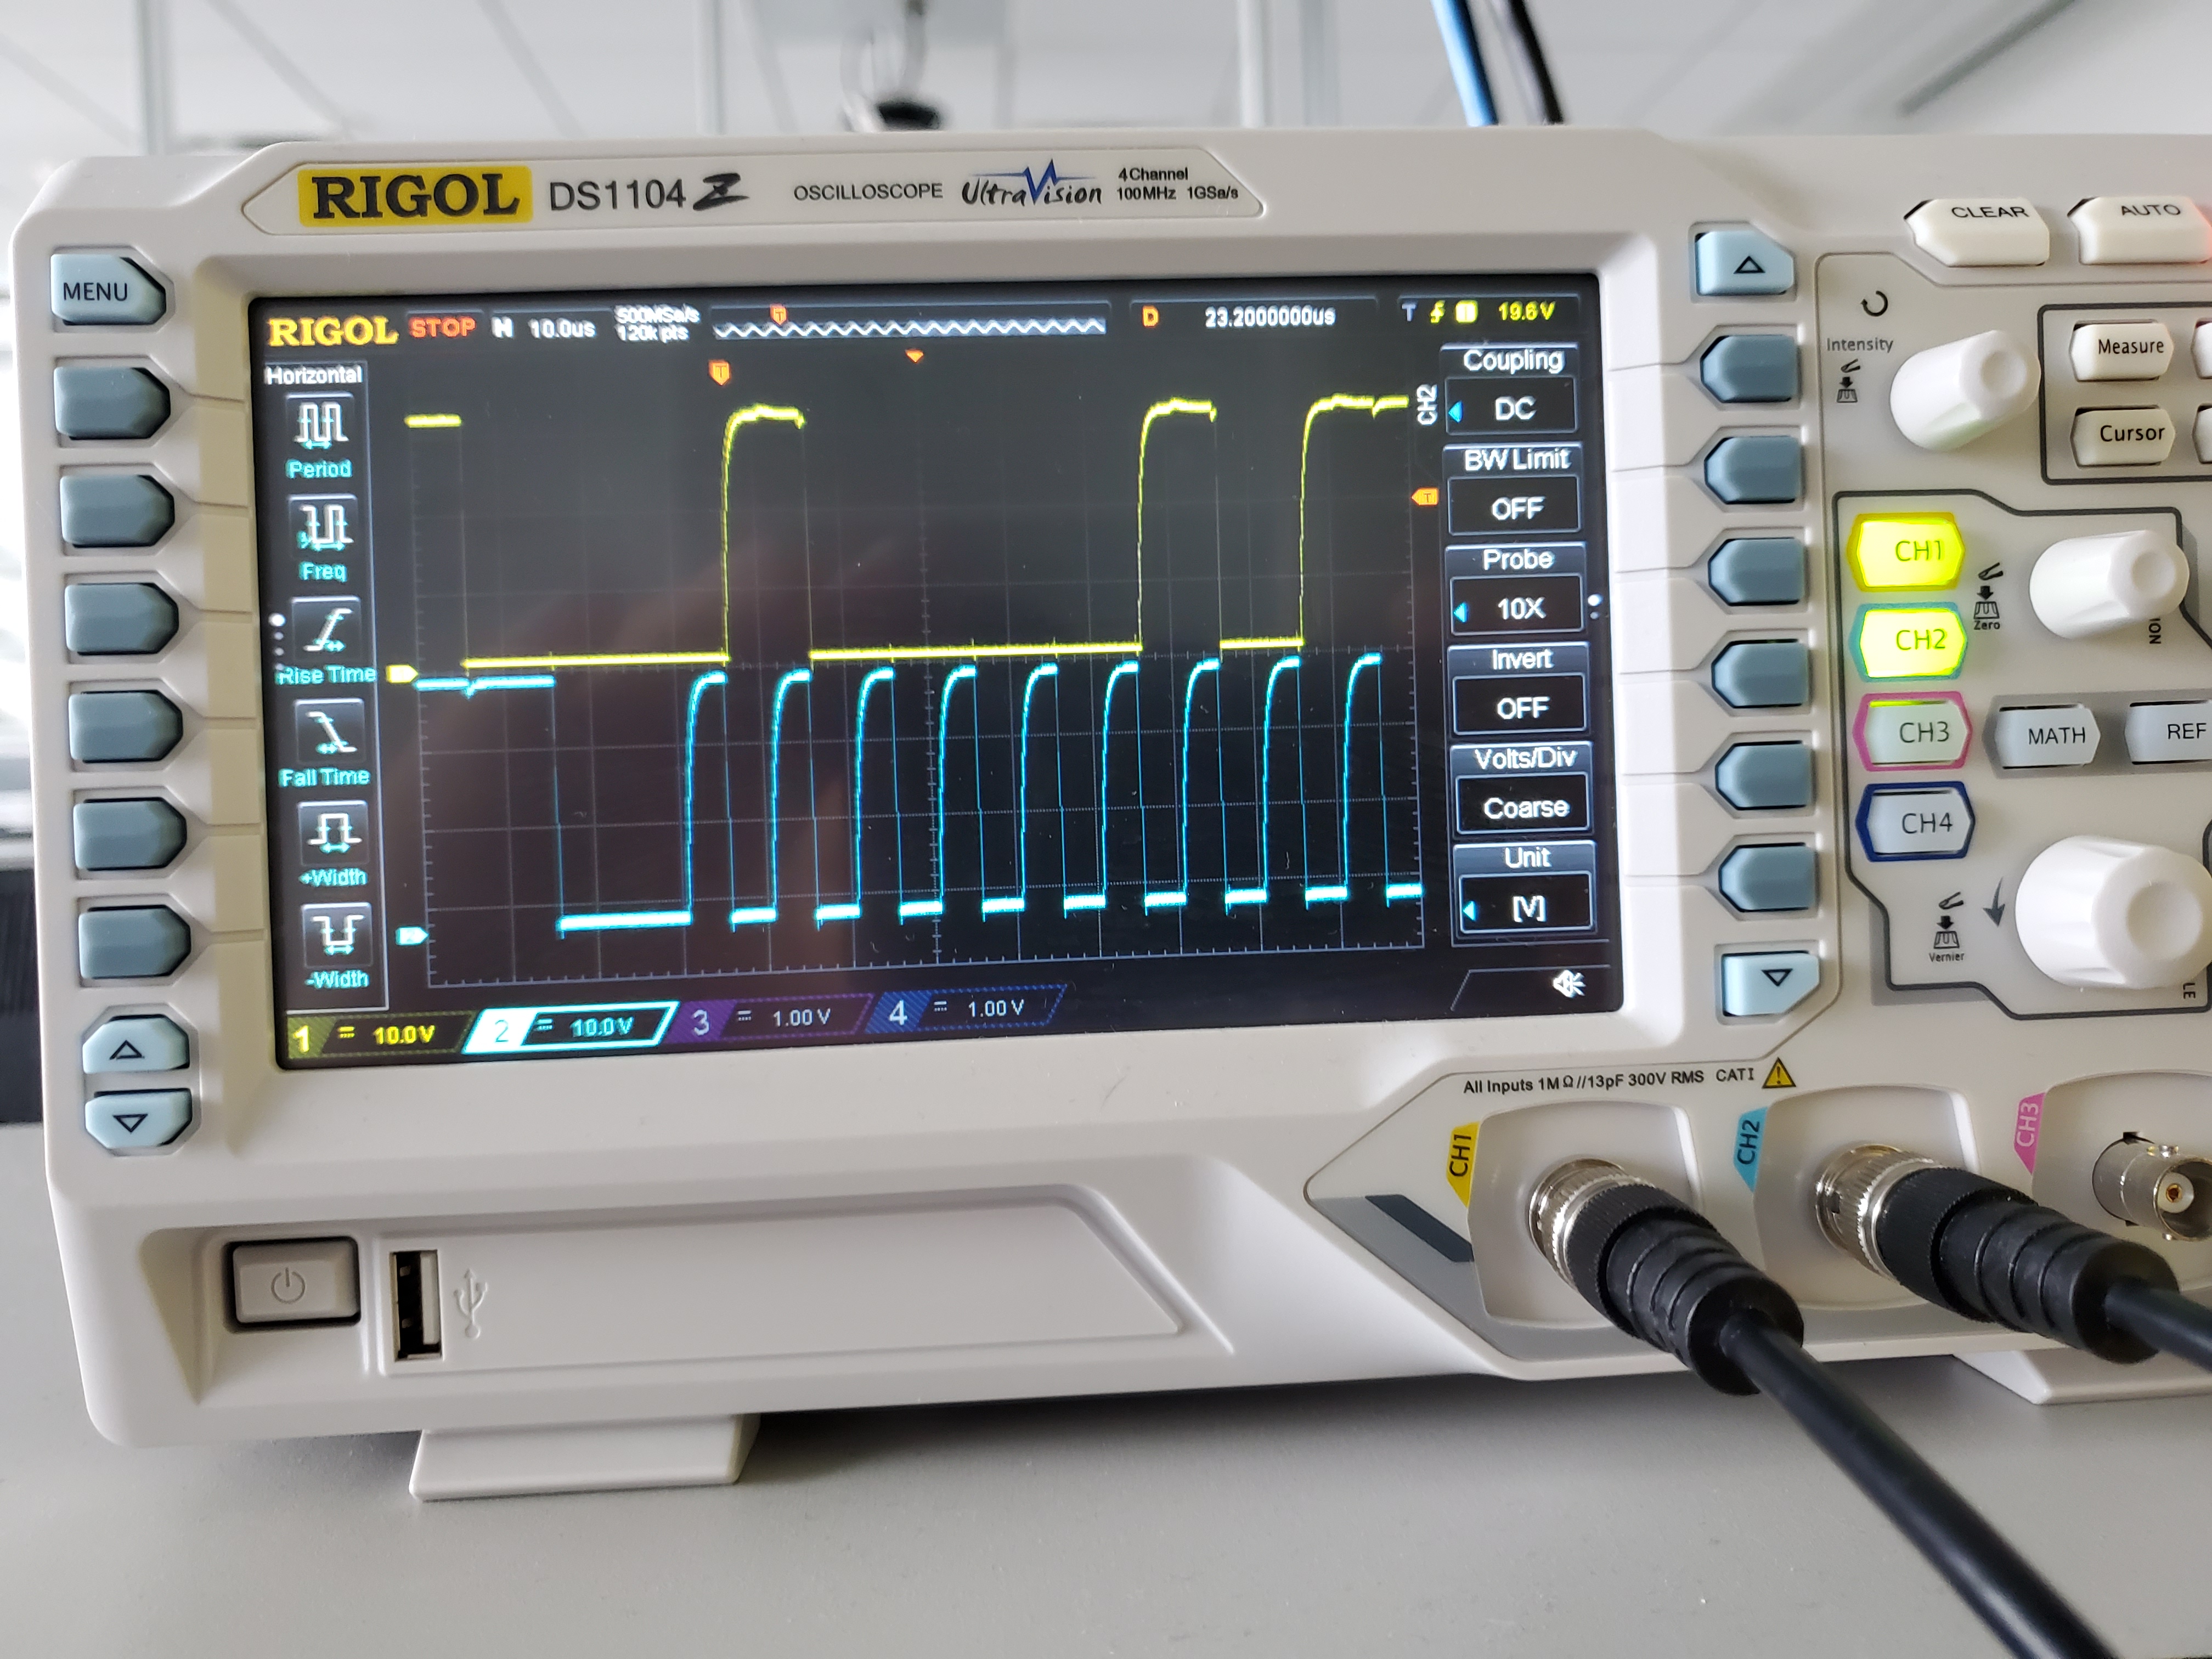 RIGOL DS1104Z OSCILLOSCOPE UltraVision 4 Channel
100MHz 1GSa/s
CLEAR AUTO
MENU
RIGOL STOP H 10.0us 500MSa/s
120k pts
D 23.2000000us T 19.6V
Horizontal
Period
Freq
Rise Time
Fall Time
+Width
-Width
T
T
CH2
Coupling
DC
BW Limit
OFF
Probe
10X
Invert
OFF
Volts/Div
Coarse
Unit
[V]
1 = 10.0V 2 = 10.0V 3 = 1.00V 4 = 1.00V
Intensity
Measure
Cursor
CH1
CH2
Zero
CH3 MATH REF
CH4
Vernier
All Inputs 1MΩ//13pF 300V RMS CAT I
CH1
CH2
CH3